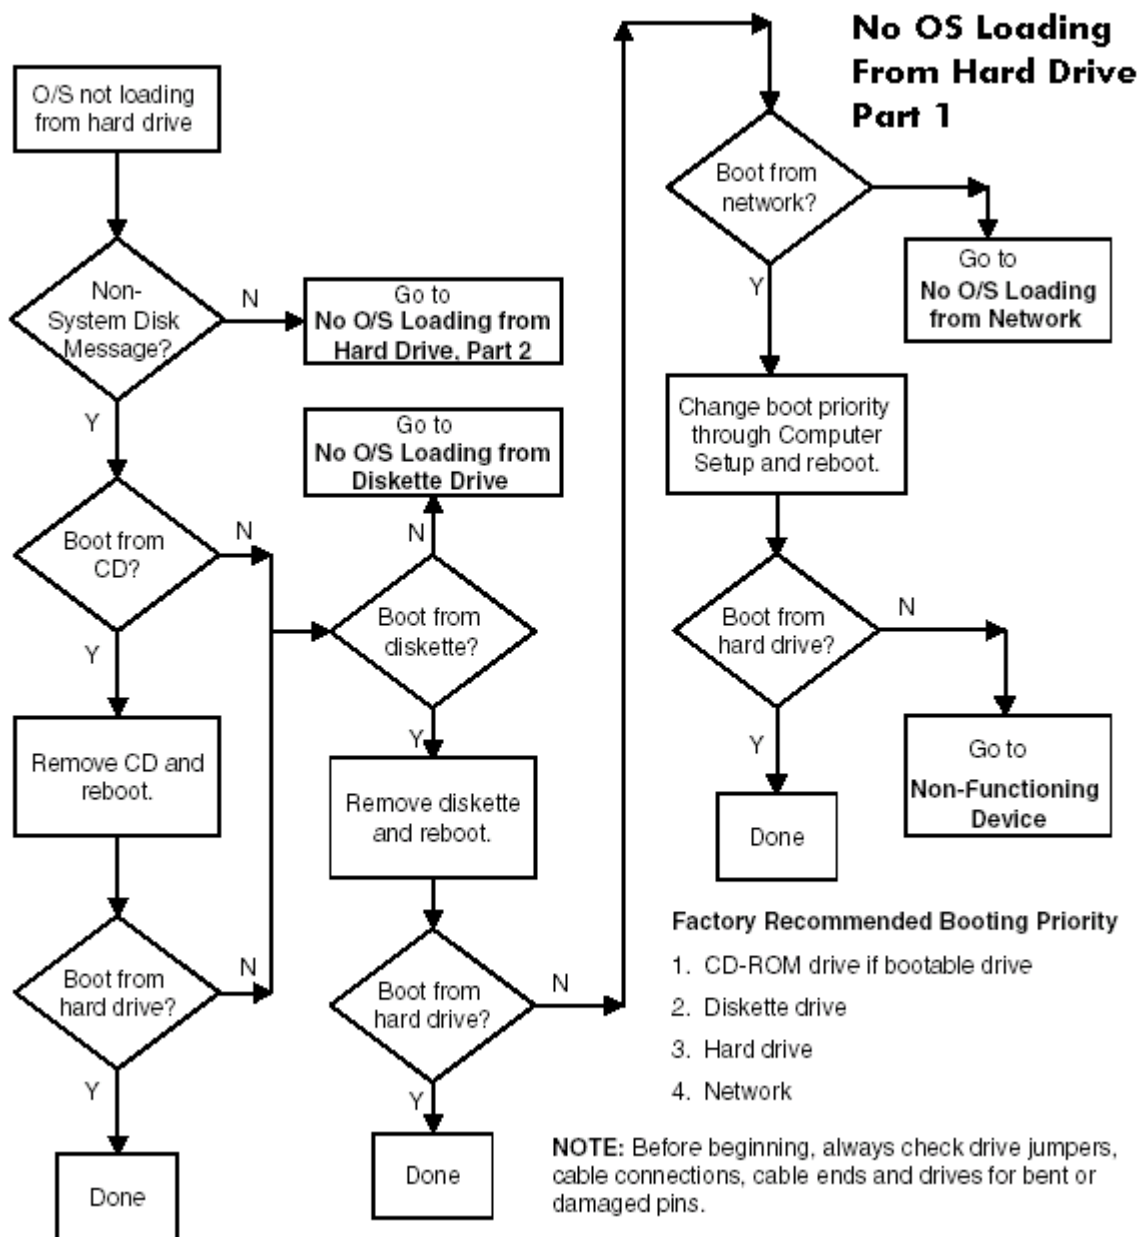 No OS Loading
From Hard Drive
Part 1
O/S not loading
from hard drive
Non-
System Disk
Message?
N
Go to
No O/S Loading from
Hard Drive, Part 2
Y
Boot from
CD?
N
Y
Remove CD and
reboot.
Boot from
hard drive?
N
Y
Done
Go to
No O/S Loading from
Diskette Drive
N
Boot from
diskette?
Y
Remove diskette
and reboot.
Boot from
hard drive?
N
Y
Done
Boot from
network?
Go to
No O/S Loading
from Network
Y
Change boot priority
through Computer
Setup and reboot.
Boot from
hard drive?
N
Go to
Non-Functioning
Device
Y
Done
Factory Recommended Booting Priority
1. CD-ROM drive if bootable drive
2. Diskette drive
3. Hard drive
4. Network
NOTE: Before beginning, always check drive jumpers,
cable connections, cable ends and drives for bent or
damaged pins.